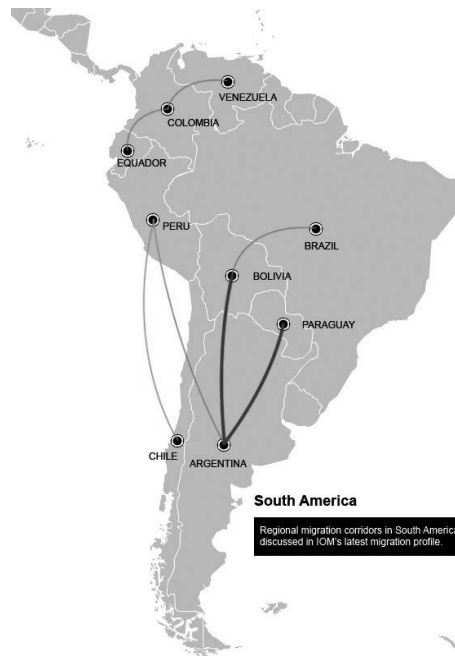 VENEZUELA
COLOMBIA
EQUADOR
PERU
BRAZIL
BOLIVIA
PARAGUAY
CHILE
ARGENTINA
South America
Regional migration corridors in South America
discussed in IOM's latest migration profile.